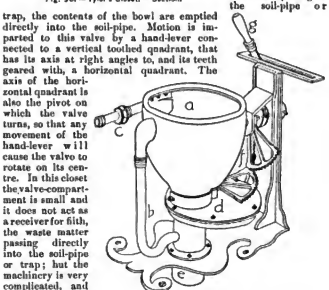 trap, the contents of the bowl are emptied
directly into the soil-pipe. Motion is im-
parted to this valve by a hand-lever con-
nected to a vertical toothed quadrant, that
has its axis at right angles to, and its teeth
geared with, a horizontal quadrant. The
axis of the hori-
zontal quadrant is
also the pivot on
which the valve
turns, so that any
movement of the
hand-lever will
cause the valve to
rotate on its cen-
tre. In this closet
the valve-compart-
ment is small and
it does not act as
a receiver for filth,
the waste matter
passing directly
into the soil-pipe
or trap; but the
machinery is very
complicated, and
the soil-pipe or
g
a
c
d
b
e